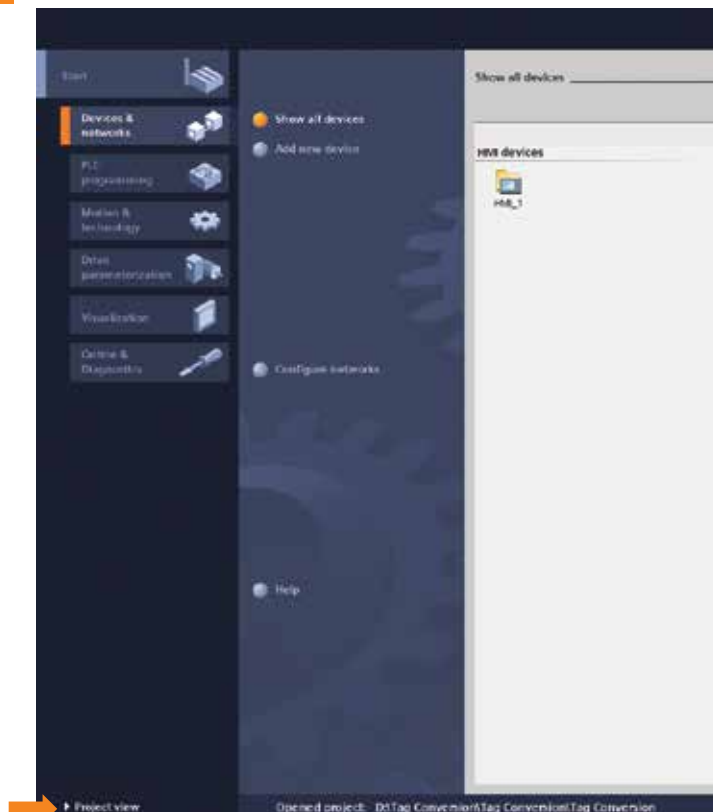 Start
Devices &
networks
PLC
programming
Motion &
technology
Drive
parameterization
Visualization
Online &
Diagnostics
Show all devices
Add new device
Configure networks
Help
Show all devices
HMI devices
HMI_1
Project view
Opened project: D:\Tag Conversion\Tag Conversion\Tag Conversion